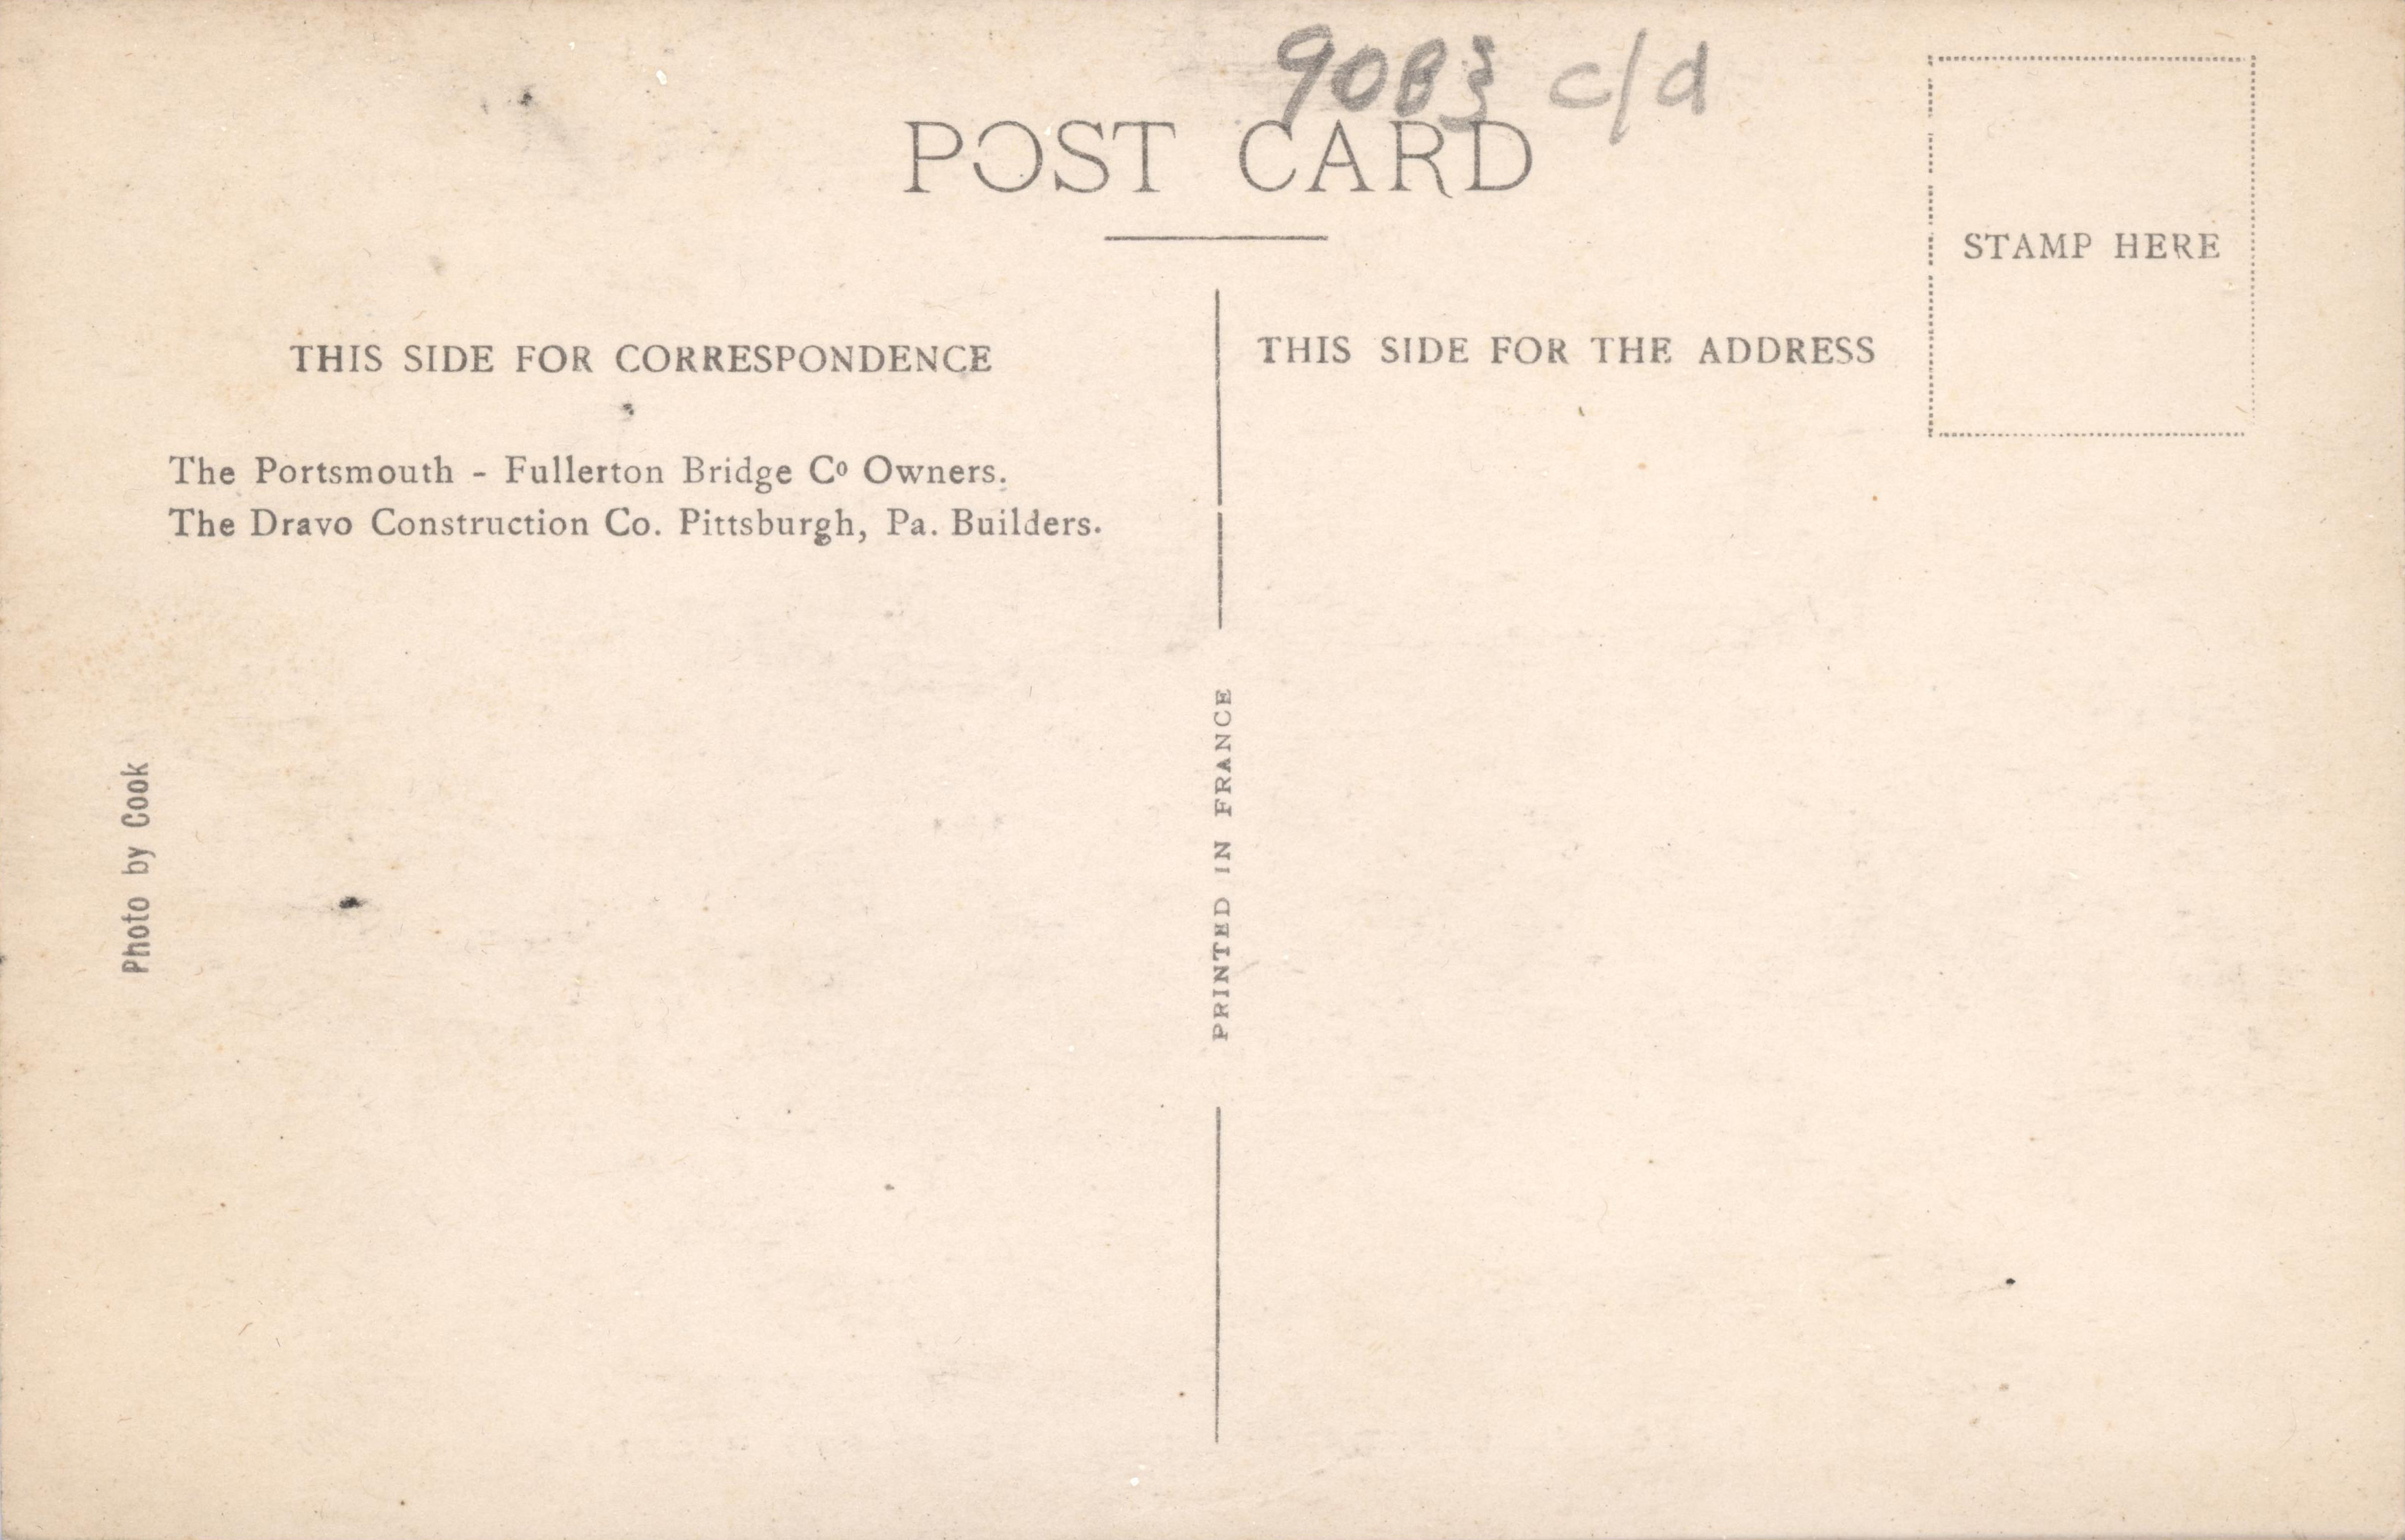 9083 c/d
POST CARD
STAMP HERE
THIS SIDE FOR CORRESPONDENCE
THIS SIDE FOR THE ADDRESS
The Portsmouth - Fullerton Bridge Cº Owners.
The Dravo Construction Co. Pittsburgh, Pa. Builders.
Photo by Cook
PRINTED IN FRANCE